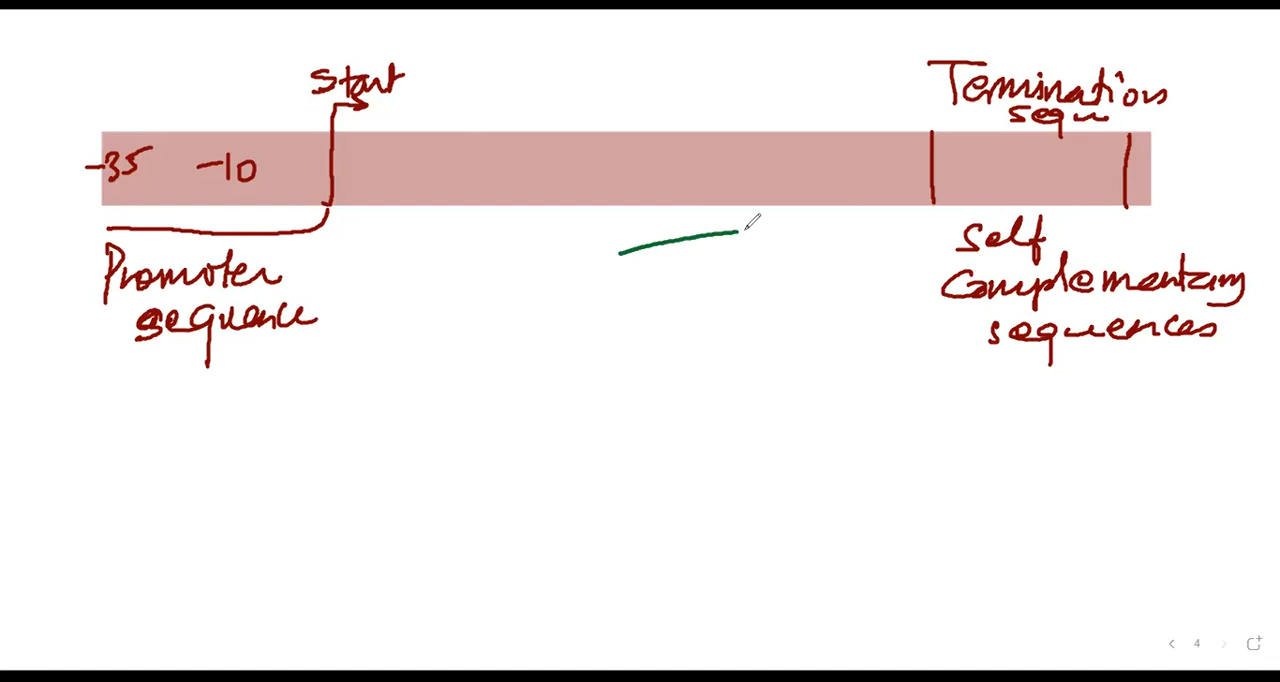 Start
Termination
sequ
-35 -10
Promoter
sequence
Self
Complementary
sequences
4